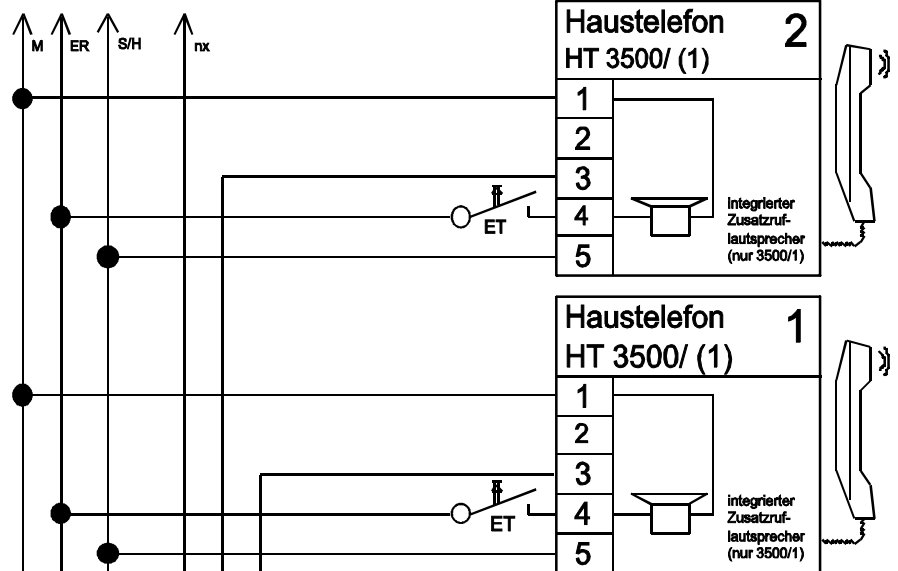 M
ER
S/H
nx
Haustelefon
2
HT 3500/ (1)
1
2
3
4
5
ET
Integrierter
Zusatzruf-
lautsprecher
(nur 3500/1)
Haustelefon
1
HT 3500/ (1)
1
2
3
4
5
ET
integrierter
Zusatzruf-
lautsprecher
(nur 3500/1)